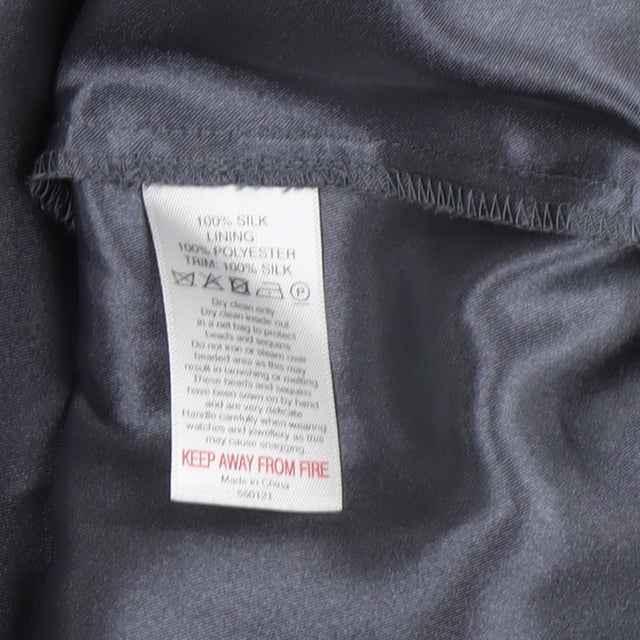 100% SILK
LINING:
100% POLYESTER
TRIM: 100% SILK
P
Dry clean only
Dry clean inside out
in a net bag to protect
beads and sequins
Do not iron or steam over
beaded area as this may
result in tarnishing or melting
These beads and sequins
are sewn on by hand
and are very delicate
Handle carefully when wearing
watches and jewellery as this
may cause snagging
KEEP AWAY FROM FIRE
Made in China
550121